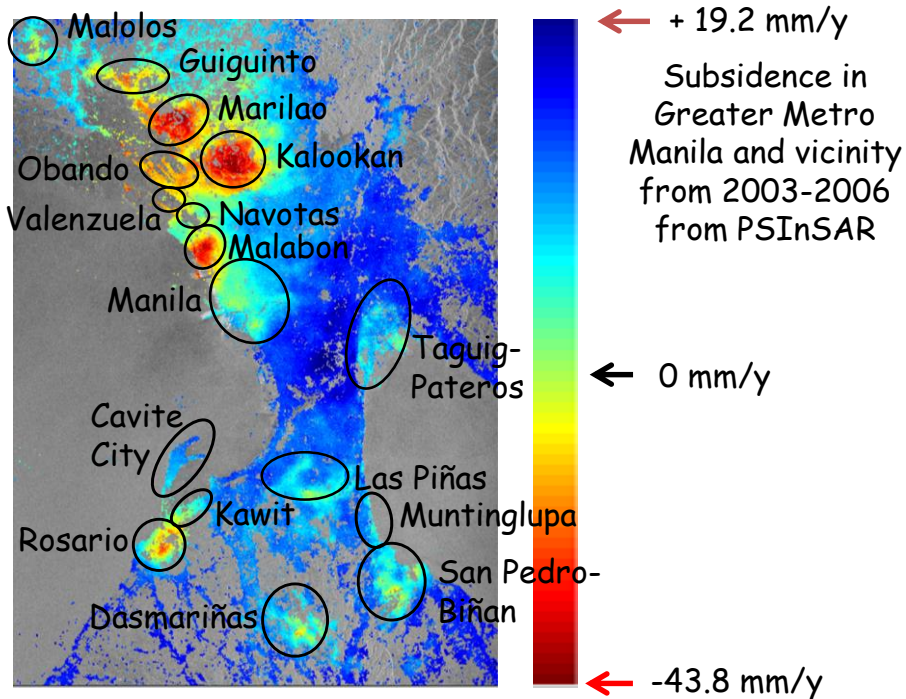 Malolos
Guiguinto
Marilao
Obando
Kalookan
Valenzuela
Navotas
Malabon
Manila
Taguig-
Pateros
Cavite
City
Las Piñas
Kawit
Muntinglupa
Rosario
San Pedro-
Biñan
Dasmariñas
+ 19.2 mm/y
Subsidence in
Greater Metro
Manila and vicinity
from 2003-2006
from PSInSAR
0 mm/y
-43.8 mm/y